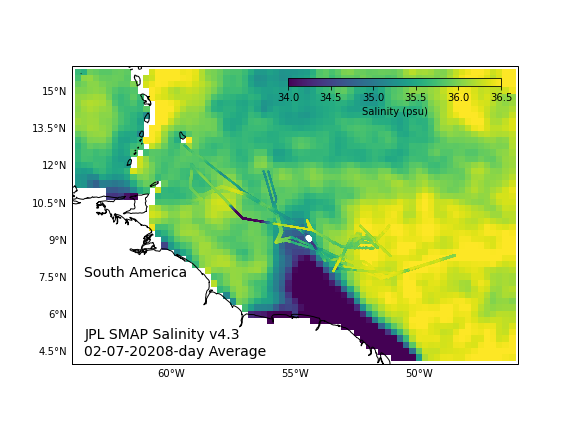 15°N
13.5°N
12°N
10.5°N
9°N
7.5°N
6°N
4.5°N
34.0 34.5 35.0 35.5 36.0 36.5
Salinity (psu)
South America
JPL SMAP Salinity v4.3
02-07-20208-day Average
60°W 55°W 50°W